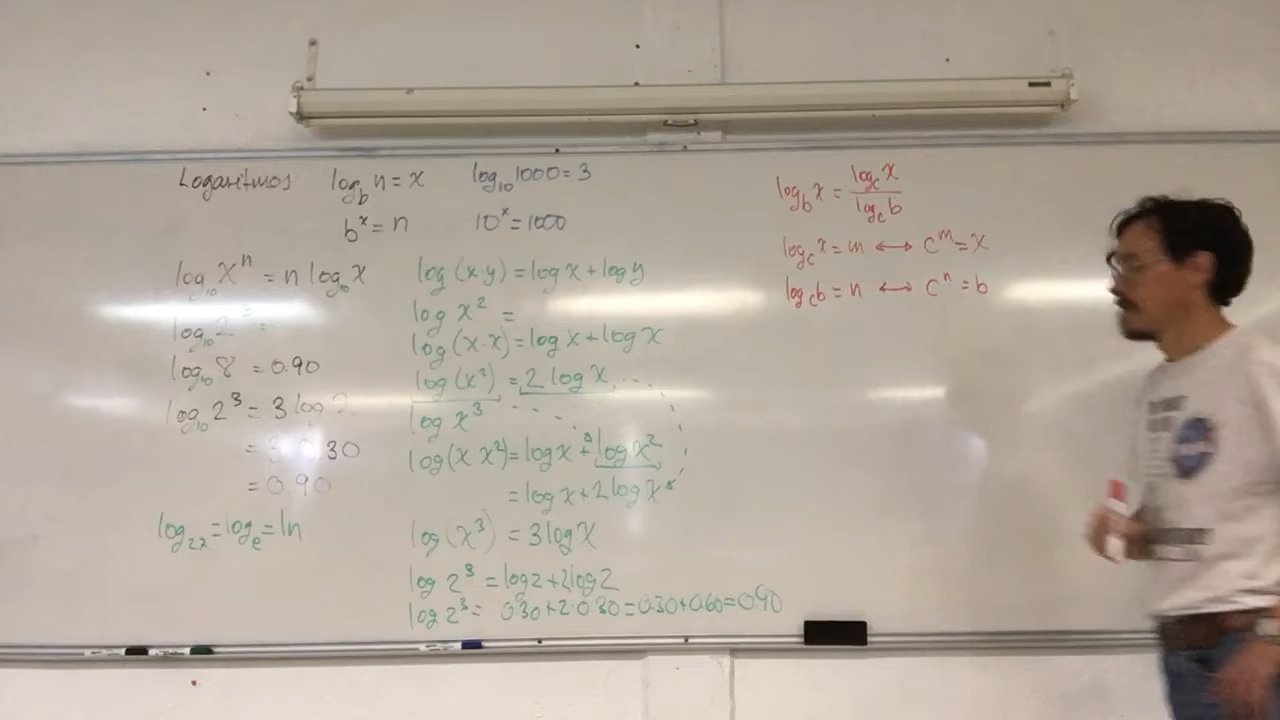 Logaritmos
log_b n = x
b^x = n
log_10 1000 = 3
10^x = 1000
log_10 x^n = n log_10 x
log_10 2^3 =
log_10 8 = 0.90
log_10 2^3 = 3 log 2
= 3·0.30
= 0.90
log_2.7 = log_e = ln
log (x·y) = log x + log y
log x^2 =
log (x·x) = log x + log x
log (x^2) = 2 log x
log x^3
log (x x^2) = log x + log x^2
= log x + 2 log x
log (x^3) = 3 log x
log 2^3 = log 2 + 2 log 2
log 2^3 = 0.30 + 2·0.30 = 0.30 + 0.60 = 0.90
log_b x = log_c x / log_c b
log_c x = m ↔ c^m = x
log_c b = n ↔ c^n = b